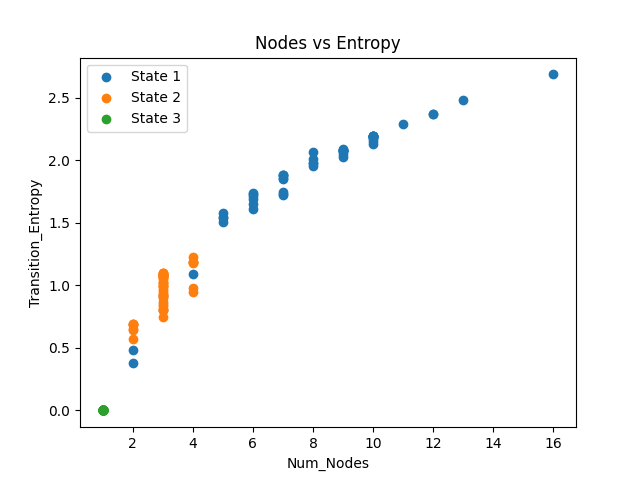 Nodes vs Entropy
State 1
State 2
State 3
Transition_Entropy
2.5
2.0
1.5
1.0
0.5
0.0
2 4 6 8 10 12 14 16
Num_Nodes